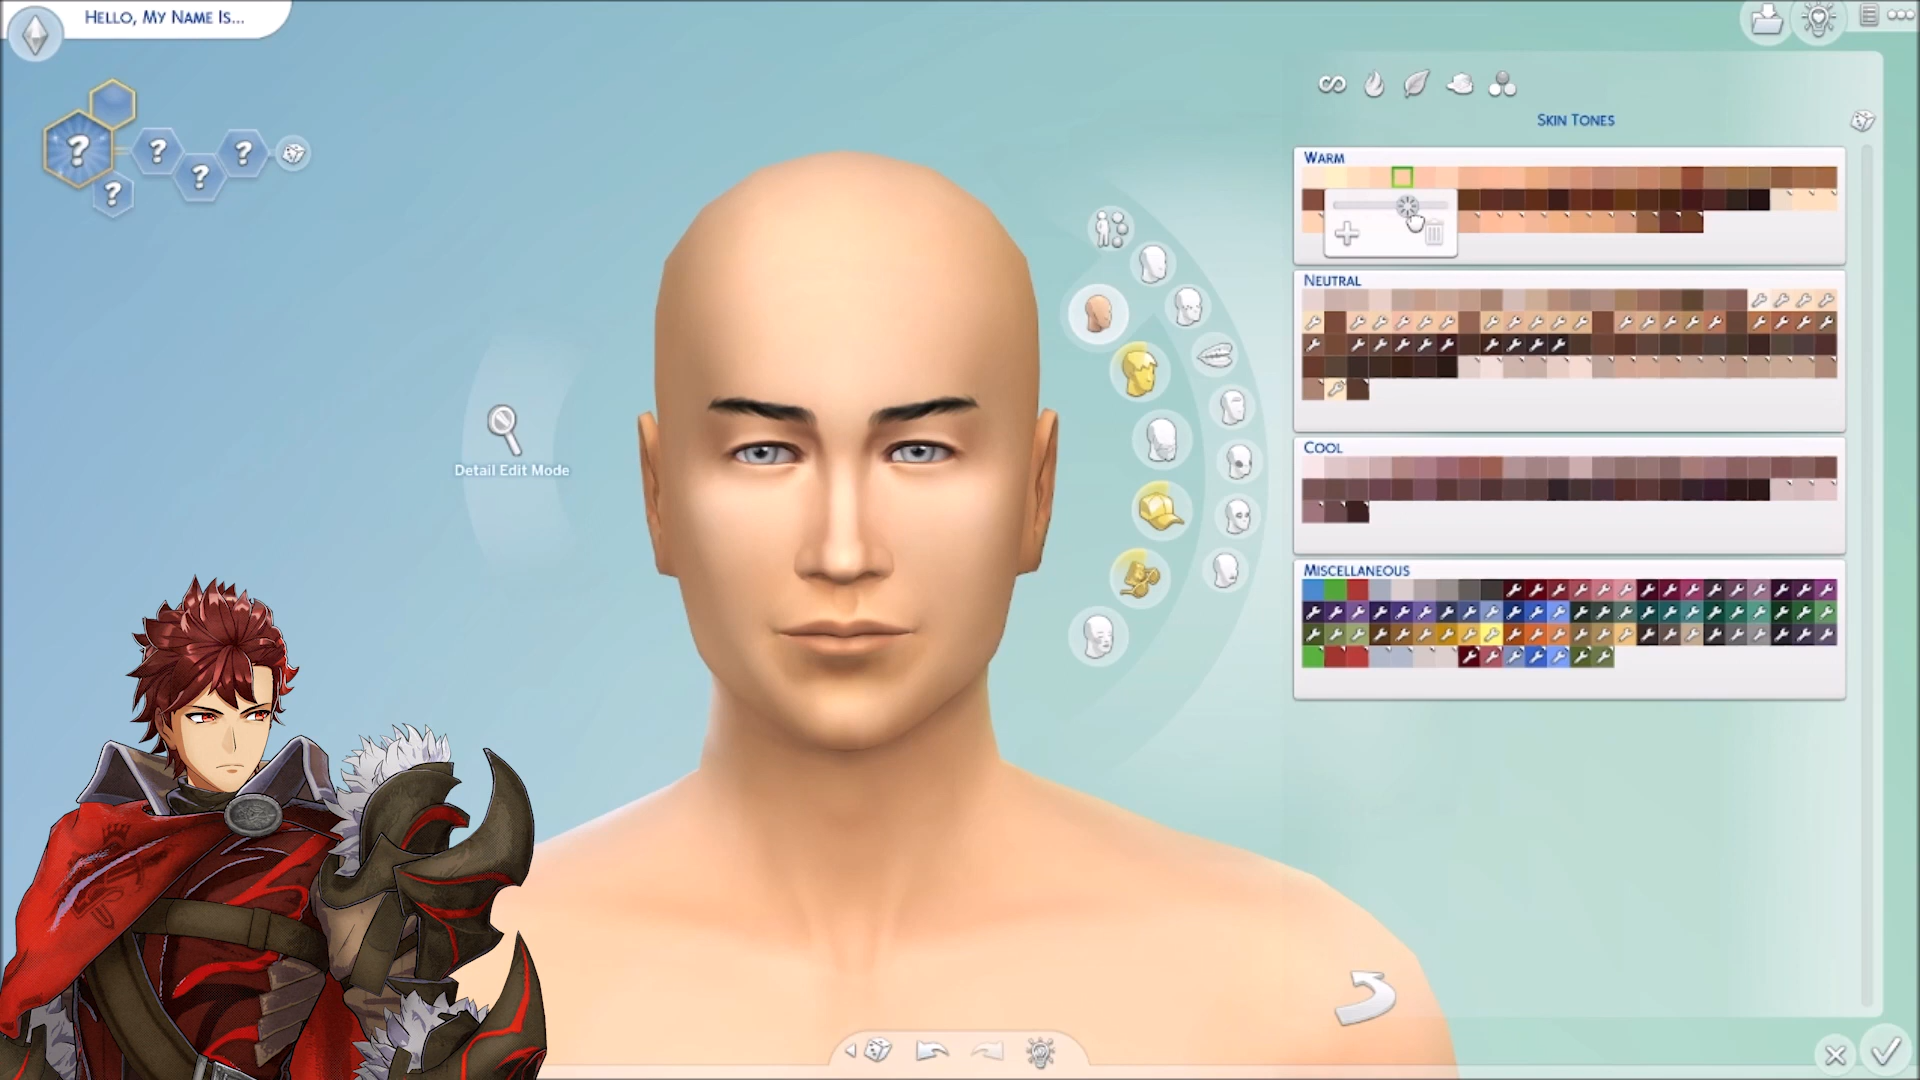 Hello, My Name Is...
Skin Tones
Warm
Neutral
Cool
Miscellaneous
Detail Edit Mode
? ? ? ? ?